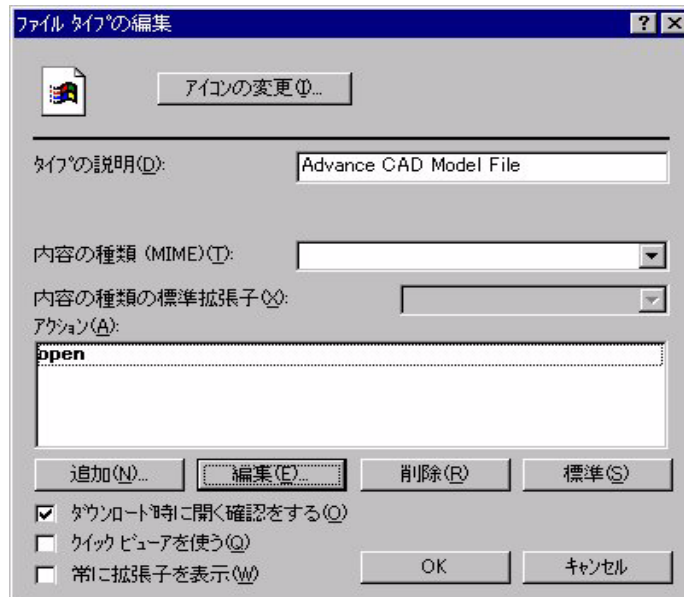 ファイル タイプの編集
アイコンの変更(I)...
タイプの説明(D):
Advance CAD Model File
内容の種類 (MIME)(T):
内容の種類の標準拡張子(X):
アクション(A):
open
追加(N)... 編集(E)... 削除(R) 標準(S)
ダウンロード時に開く確認をする(O)
クイック ビューアを使う(Q)
常に拡張子を表示(W)
OK キャンセル